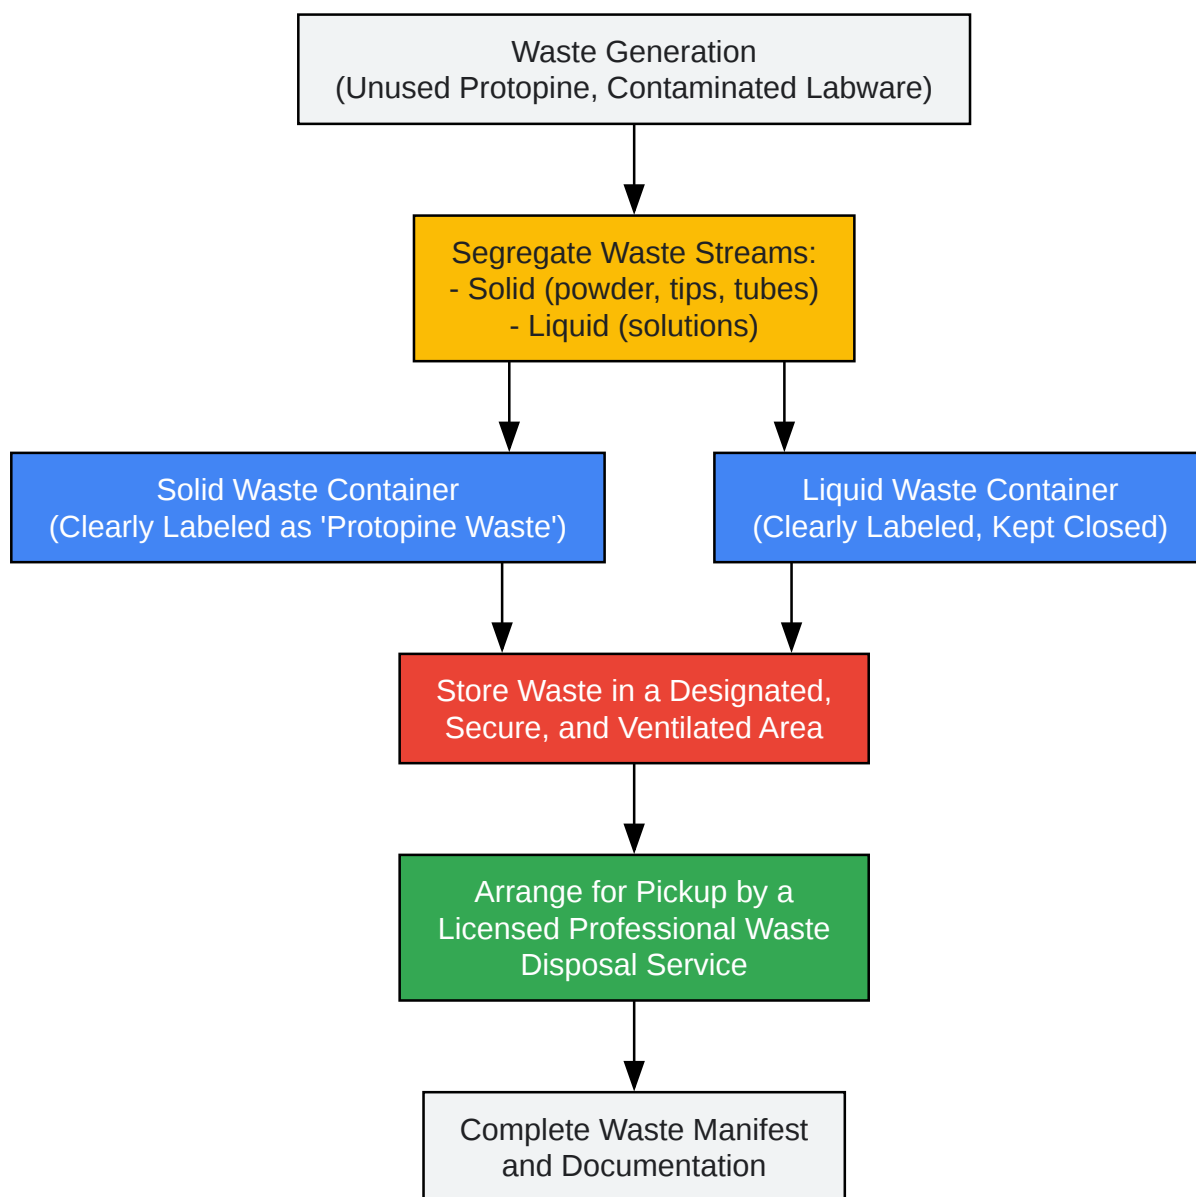 Waste Generation
(Unused Protopine, Contaminated Labware)
Segregate Waste Streams:
- Solid (powder, tips, tubes)
- Liquid (solutions)
Solid Waste Container
(Clearly Labeled as 'Protopine Waste')
Liquid Waste Container
(Clearly Labeled, Kept Closed)
Store Waste in a Designated,
Secure, and Ventilated Area
Arrange for Pickup by a
Licensed Professional Waste
Disposal Service
Complete Waste Manifest
and Documentation